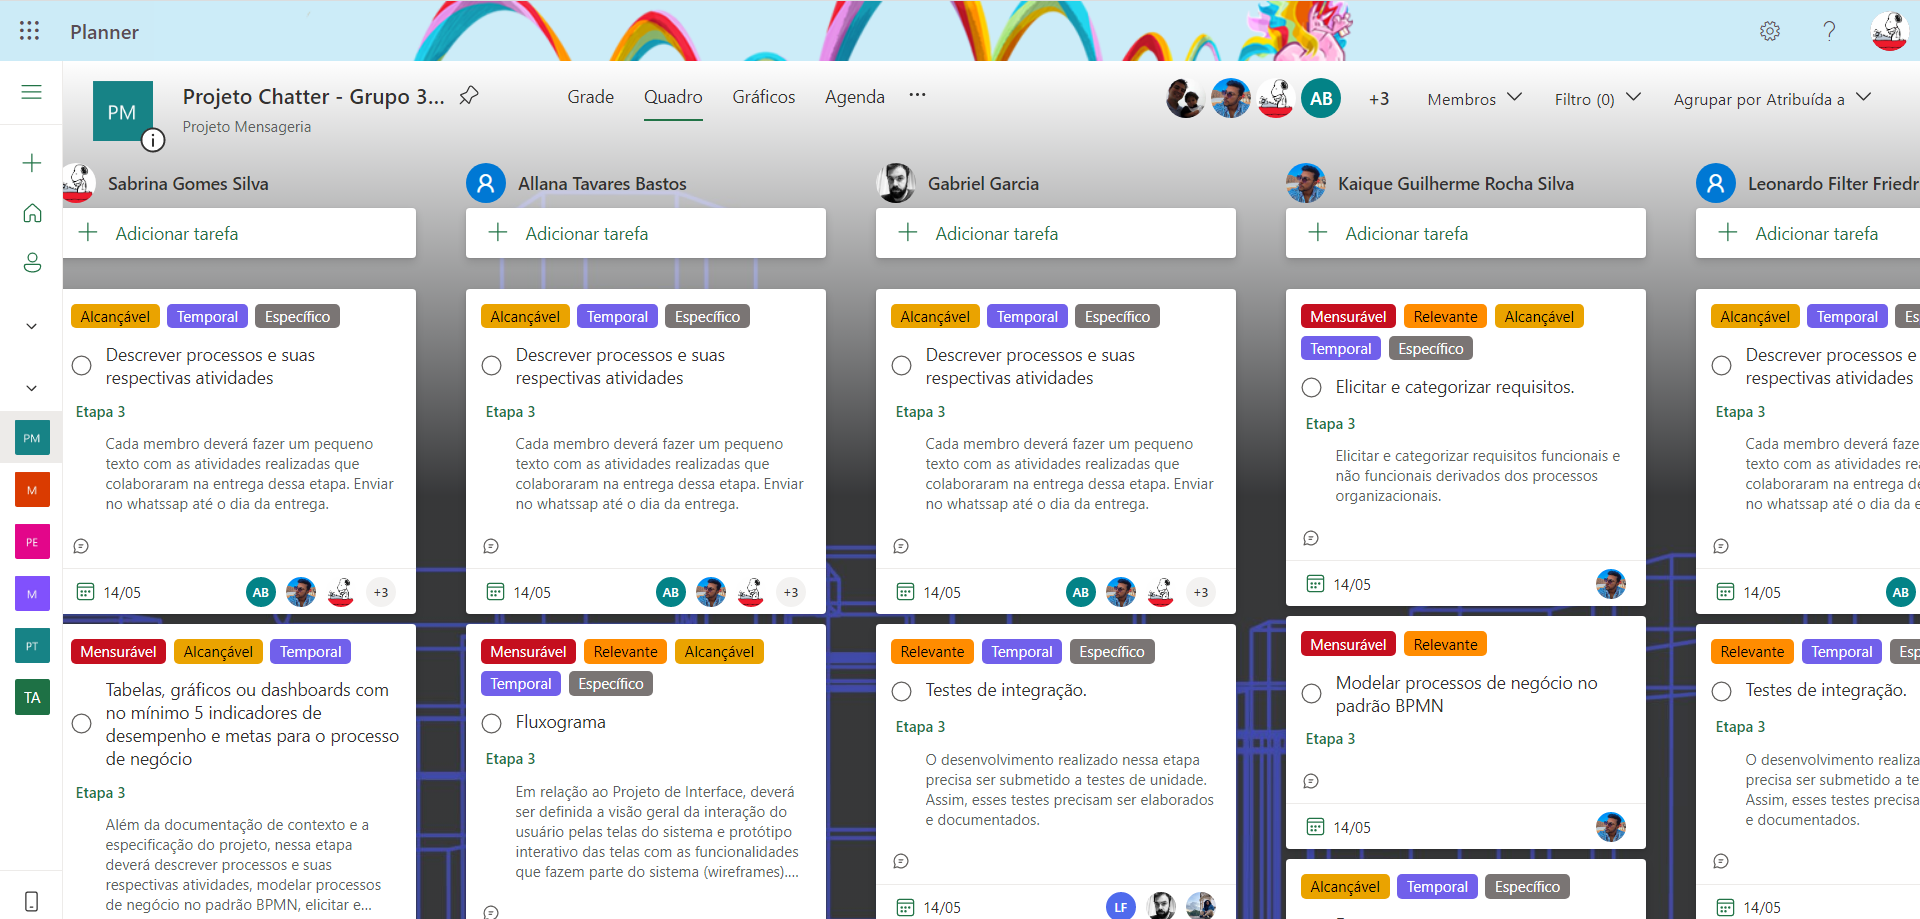 Planner
PM
Projeto Chatter - Grupo 3...
Projeto Mensageria
Grade
Quadro
Gráficos
Agenda
AB
+3
Membros
Filtro (0)
Agrupar por Atribuída a
Sabrina Gomes Silva
Adicionar tarefa
Alcançável
Temporal
Específico
Descrever processos e suas
respectivas atividades
Etapa 3
Cada membro deverá fazer um pequeno
texto com as atividades realizadas que
colaboraram na entrega dessa etapa. Enviar
no whatssap até o dia da entrega.
14/05
AB
+3
Mensurável
Alcançável
Temporal
Tabelas, gráficos ou dashboards com
no mínimo 5 indicadores de
desempenho e metas para o processo
de negócio
Etapa 3
Além da documentação de contexto e a
especificação do projeto, nessa etapa
deverá descrever processos e suas
respectivas atividades, modelar processos
de negócio no padrão BPMN, elicitar e...
Allana Tavares Bastos
Adicionar tarefa
Alcançável
Temporal
Específico
Descrever processos e suas
respectivas atividades
Etapa 3
Cada membro deverá fazer um pequeno
texto com as atividades realizadas que
colaboraram na entrega dessa etapa. Enviar
no whatssap até o dia da entrega.
14/05
AB
+3
Mensurável
Relevante
Alcançável
Temporal
Específico
Fluxograma
Etapa 3
Em relação ao Projeto de Interface, deverá
ser definida a visão geral da interação do
usuário pelas telas do sistema e protótipo
interativo das telas com as funcionalidades
que fazem parte do sistema (wireframes)....
Gabriel Garcia
Adicionar tarefa
Alcançável
Temporal
Específico
Descrever processos e suas
respectivas atividades
Etapa 3
Cada membro deverá fazer um pequeno
texto com as atividades realizadas que
colaboraram na entrega dessa etapa. Enviar
no whatssap até o dia da entrega.
14/05
AB
+3
Relevante
Temporal
Específico
Testes de integração.
Etapa 3
O desenvolvimento realizado nessa etapa
precisa ser submetido a testes de unidade.
Assim, esses testes precisam ser elaborados
e documentados.
14/05
LF
Kaique Guilherme Rocha Silva
Adicionar tarefa
Mensurável
Relevante
Alcançável
Temporal
Específico
Elicitar e categorizar requisitos.
Etapa 3
Elicitar e categorizar requisitos funcionais e
não funcionais derivados dos processos
organizacionais.
14/05
Mensurável
Relevante
Modelar processos de negócio no
padrão BPMN
Etapa 3
14/05
Alcançável
Temporal
Específico
Leonardo Filter Friedr
Adicionar tarefa
Alcançável
Temporal
Es
Descrever processos e
respectivas atividades
Etapa 3
Cada membro deverá faze
texto com as atividades rea
colaboraram na entrega de
no whatssap até o dia da e
14/05
AB
Relevante
Temporal
Esp
Testes de integração.
Etapa 3
O desenvolvimento realiza
precisa ser submetido a tes
Assim, esses testes precisa
e documentados.
14/05
PM
M
PE
M
PT
TA